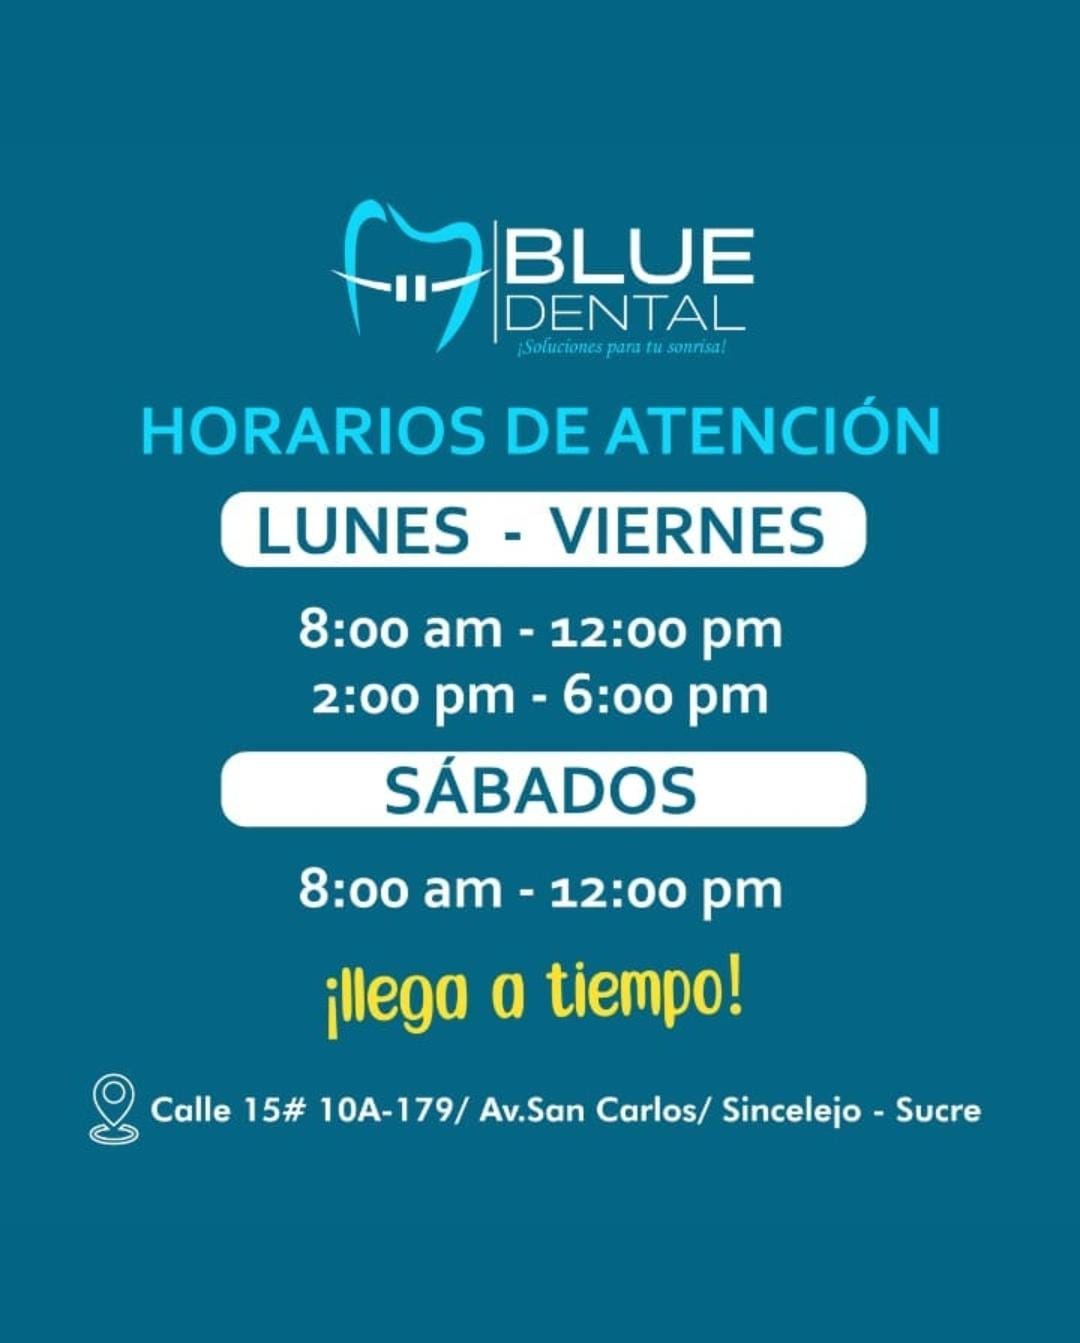 BLUE
DENTAL
¡Soluciones para tu sonrisa!
HORARIOS DE ATENCIÓN
LUNES - VIERNES
8:00 am - 12:00 pm
2:00 pm - 6:00 pm
SÁBADOS
8:00 am - 12:00 pm
¡llega a tiempo!
Calle 15# 10A-179/ Av.San Carlos/ Sincelejo - Sucre